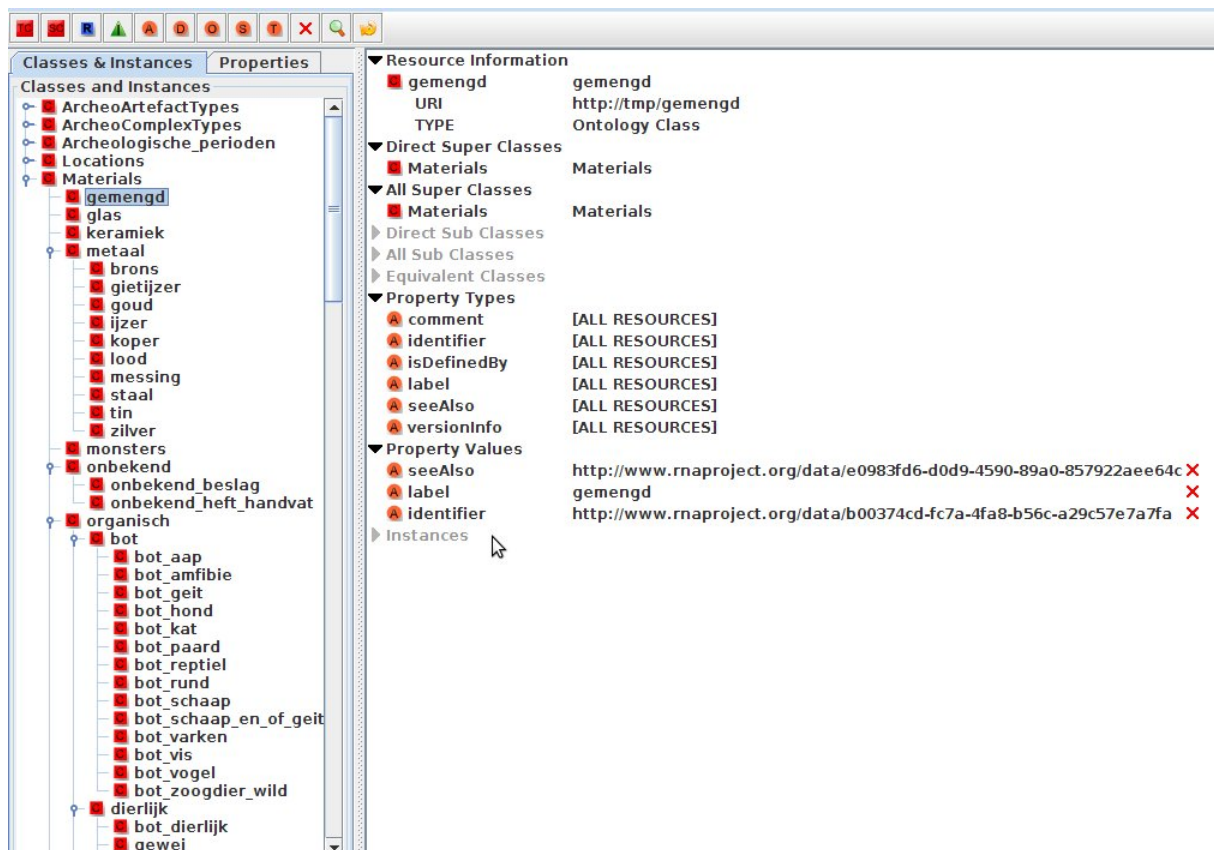 TC SC R I A D O S T
Classes & Instances Properties
Classes and Instances
ArcheoArtefactTypes
ArcheoComplexTypes
Archeologische_perioden
Locations
Materials
gemengd
glas
keramiek
metaal
brons
gietijzer
goud
ijzer
koper
lood
messing
staal
tin
zilver
monsters
onbekend
onbekend_beslag
onbekend_heft_handvat
organisch
bot
bot_aap
bot_amfibie
bot_geit
bot_hond
bot_kat
bot_paard
bot_reptiel
bot_rund
bot_schaap
bot_schaap_en_of_geit
bot_varken
bot_vis
bot_vogel
bot_zoogdier_wild
dierlijk
bot_dierlijk
gewei
Resource Information
C gemengd gemengd
URI http://tmp/gemengd
TYPE Ontology Class
Direct Super Classes
C Materials Materials
All Super Classes
C Materials Materials
Direct Sub Classes
All Sub Classes
Equivalent Classes
Property Types
A comment [ALL RESOURCES]
A identifier [ALL RESOURCES]
A isDefinedBy [ALL RESOURCES]
A label [ALL RESOURCES]
A seeAlso [ALL RESOURCES]
A versionInfo [ALL RESOURCES]
Property Values
A seeAlso http://www.rnaproject.org/data/e0983fd6-d0d9-4590-89a0-857922aee64c
A label gemengd
A identifier http://www.rnaproject.org/data/b00374cd-fc7a-4fa8-b56c-a29c57e7a7fa
Instances